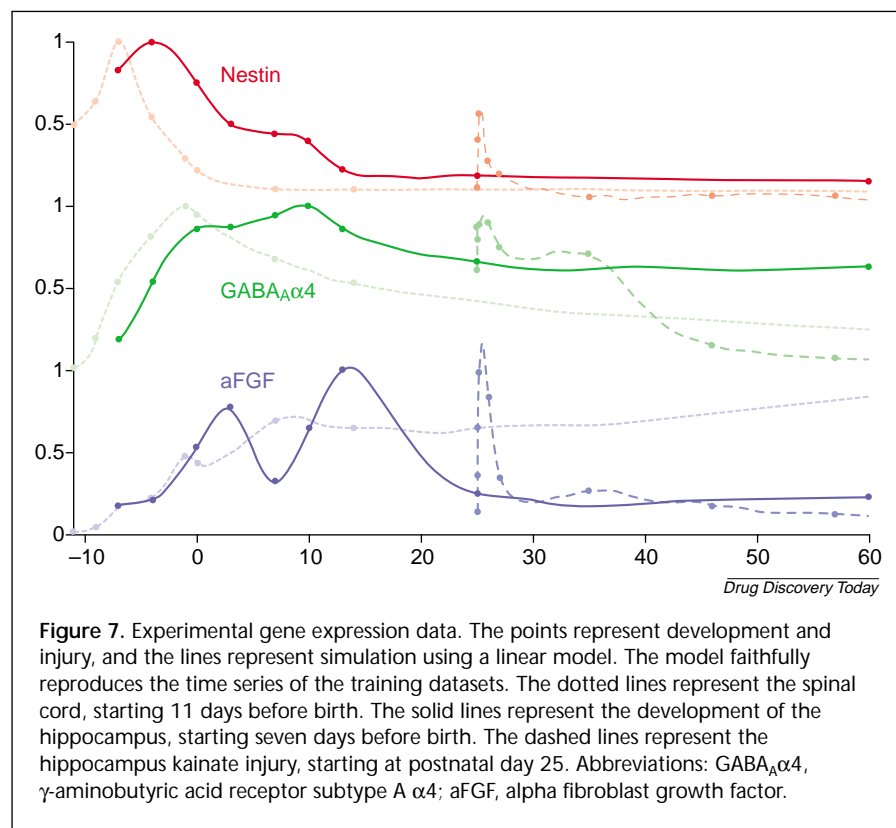 1
Nestin
0.5
1
0.5
GABAAα4
1
aFGF
0.5
0
–10 0 10 20 30 40 50 60
Drug Discovery Today
Figure 7. Experimental gene expression data. The points represent development and
injury, and the lines represent simulation using a linear model. The model faithfully
reproduces the time series of the training datasets. The dotted lines represent the spinal
cord, starting 11 days before birth. The solid lines represent the development of the
hippocampus, starting seven days before birth. The dashed lines represent the
hippocampus kainate injury, starting at postnatal day 25. Abbreviations: GABAAα4,
γ-aminobutyric acid receptor subtype A α4; aFGF, alpha fibroblast growth factor.